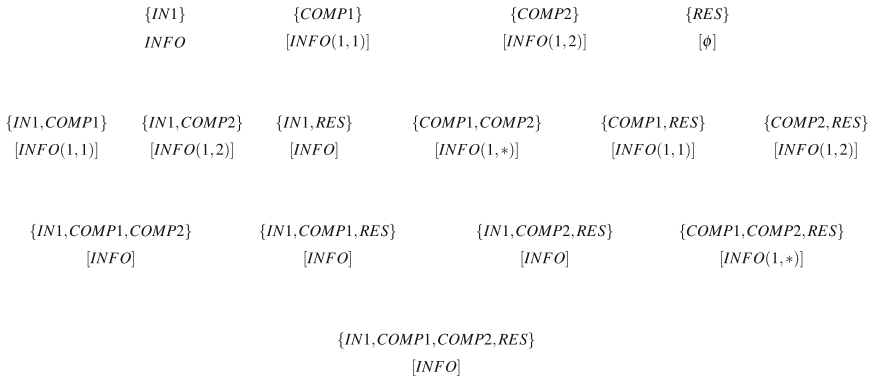 {IN1} {COMP1} {COMP2} {RES}
INFO [INFO(1,1)] [INFO(1,2)] [ϕ]
{IN1,COMP1} {IN1,COMP2} {IN1,RES} {COMP1,COMP2} {COMP1,RES} {COMP2,RES}
[INFO(1,1)] [INFO(1,2)] [INFO] [INFO(1,∗)] [INFO(1,1)] [INFO(1,2)]
{IN1,COMP1,COMP2} {IN1,COMP1,RES} {IN1,COMP2,RES} {COMP1,COMP2,RES}
[INFO] [INFO] [INFO] [INFO(1,∗)]
{IN1,COMP1,COMP2,RES}
[INFO]